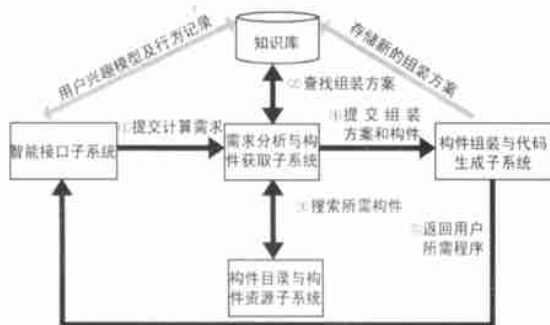 知识库
用户兴趣模型及行为记录
存储新的组装方案
②查找组装方案
①提交计算需求
④提交组装
方案和构件
智能接口子系统
需求分析与构
件获取子系统
构件组装与代码
生成子系统
③搜索所需构件
⑤返回用户
所需程序
构件目录与构
件资源子系统